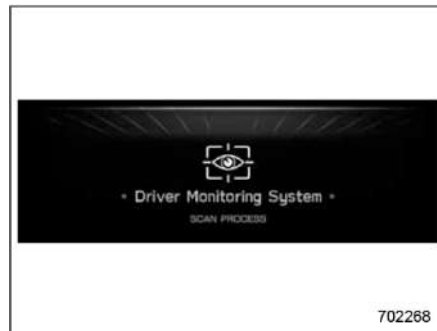 • Driver Monitoring System •
SCAN PROCESS
702268